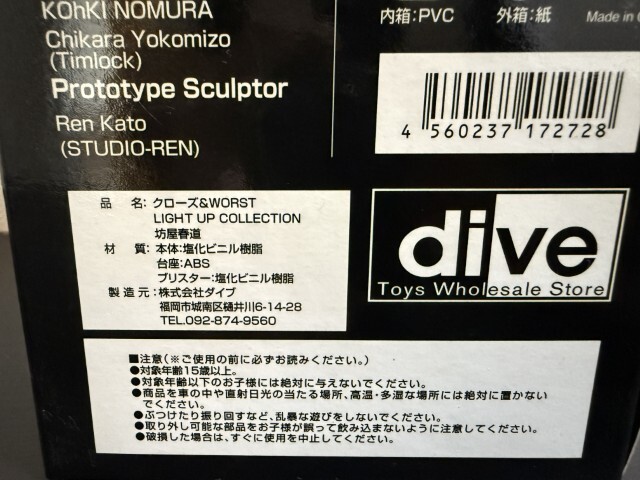 KOhKI NOMURA
Chikara Yokomizo
(Timlock)
Prototype Sculptor
Ren Kato
(STUDIO-REN)
内箱:PVC 外箱:紙
Made in
4 560237 172728
品 名:クローズ&WORST
LIGHT UP COLLECTION
坊屋春道
材 質:本体:塩化ビニル樹脂
台座:ABS
ブリスター:塩化ビニル樹脂
製造元:株式会社ダイブ
福岡市城南区樋井川6-14-28
TEL.092-874-9560
dive
Toys Wholesale Store
■注意(※ご使用の前に必ずお読みください。)
●対象年齢15歳以上。
●対象年齢以下のお子様には絶対に与えないでください。
●商品を車の中や直射日光の当たる場所、高温・多湿な場所には絶対に置かない
でください。
●ぶつけたり振り回すなど、乱暴な遊びをしないでください。
●取り外し可能な部品をお子様が誤って飲み込まないように注意してください。
●破損した場合は、すぐに使用を中止してください。